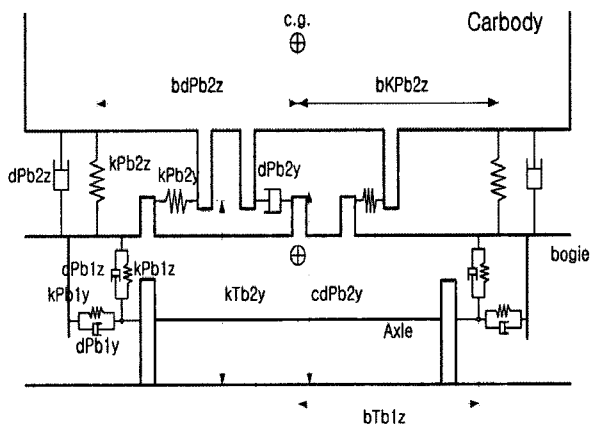 c.g.
Carbody
bdPb2z
bKPb2z
dPb2z
kPb2z
kPb2y
dPb2y
bogie
dPb1z
kPb1z
kPb1y
kTb2y
cdPb2y
Axle
dPb1y
bTb1z